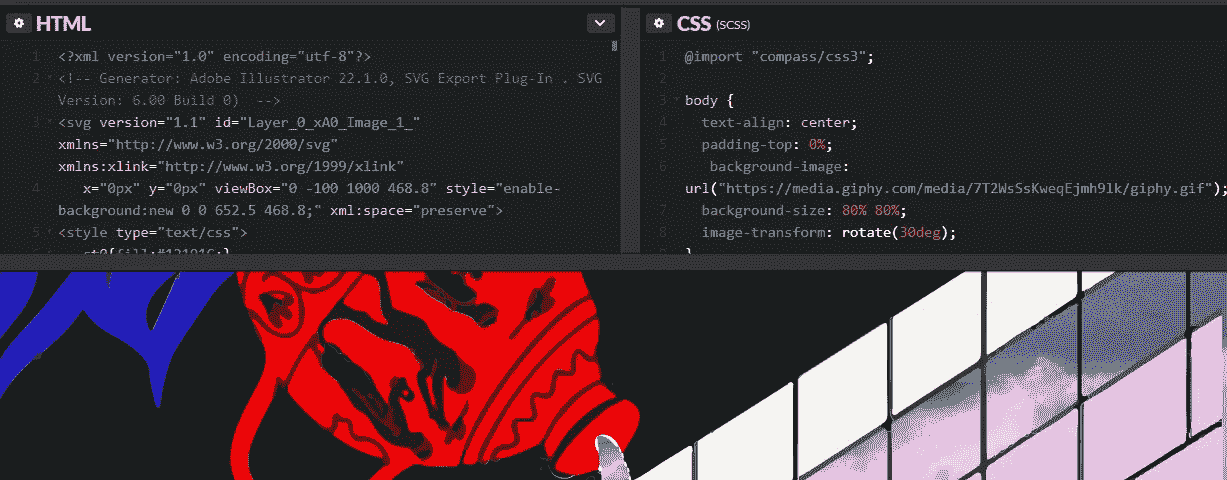 HTML
1 <?xml version="1.0" encoding="utf-8"?>
2 <!-- Generator: Adobe Illustrator 22.1.0, SVG Export Plug-In . SVG
Version: 6.00 Build 0)  -->
3 <svg version="1.1" id="Layer_0_xA0_Image_1_"
xmlns="http://www.w3.org/2000/svg"
xmlns:xlink="http://www.w3.org/1999/xlink"
4 x="0px" y="0px" viewBox="0 -100 1000 468.8" style="enable-
background:new 0 0 652.5 468.8;" xml:space="preserve">
5 <style type="text/css">
CSS (SCSS)
1 @import "compass/css3";
2
3 body {
4 text-align: center;
5 padding-top: 0%;
6 background-image:
url("https://media.giphy.com/media/7T2WsSsKweqEjmh9lk/giphy.gif");
7 background-size: 80% 80%;
8 image-transform: rotate(30deg);
}